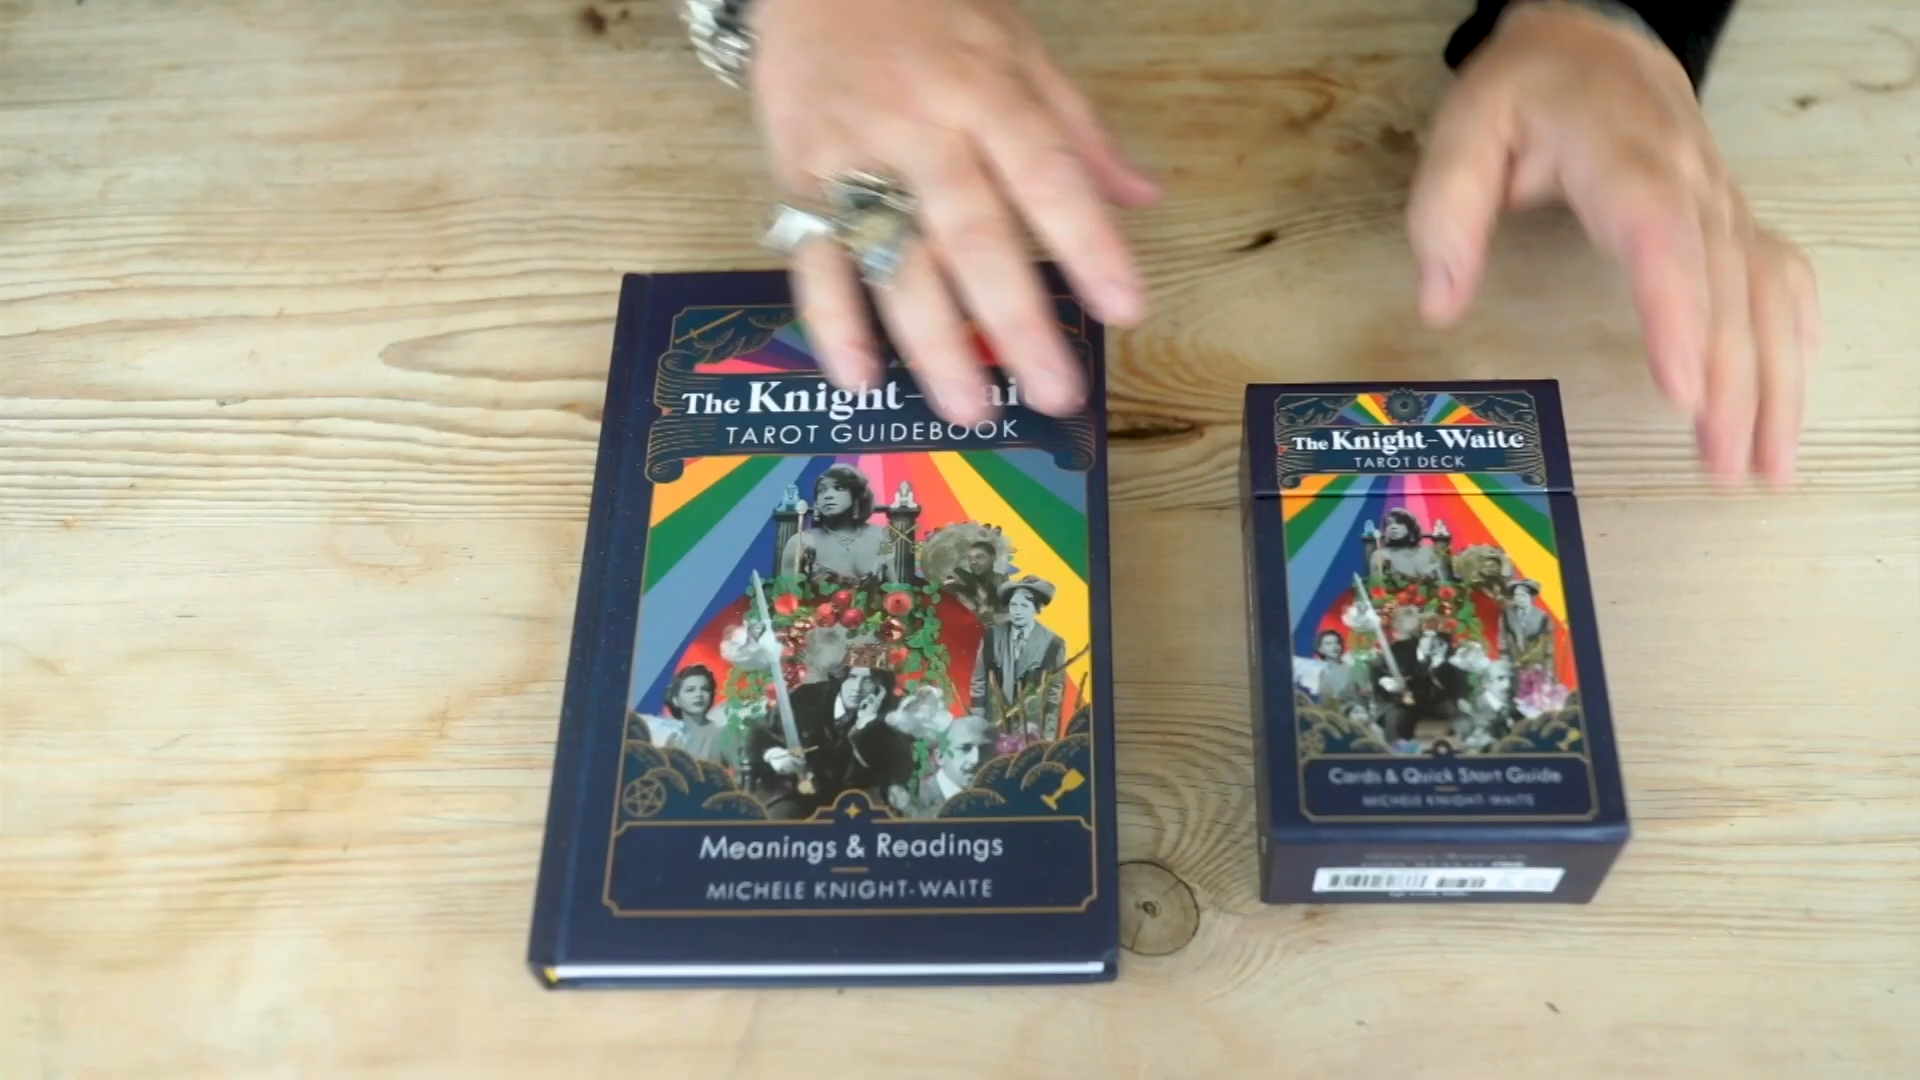 The Knight-Wait
TAROT GUIDEBOOK
Meanings & Readings
MICHELE KNIGHT-WAITE
The Knight-Waite
TAROT DECK
Cards & Quick Start Guide
MICHELE KNIGHT-WAITE